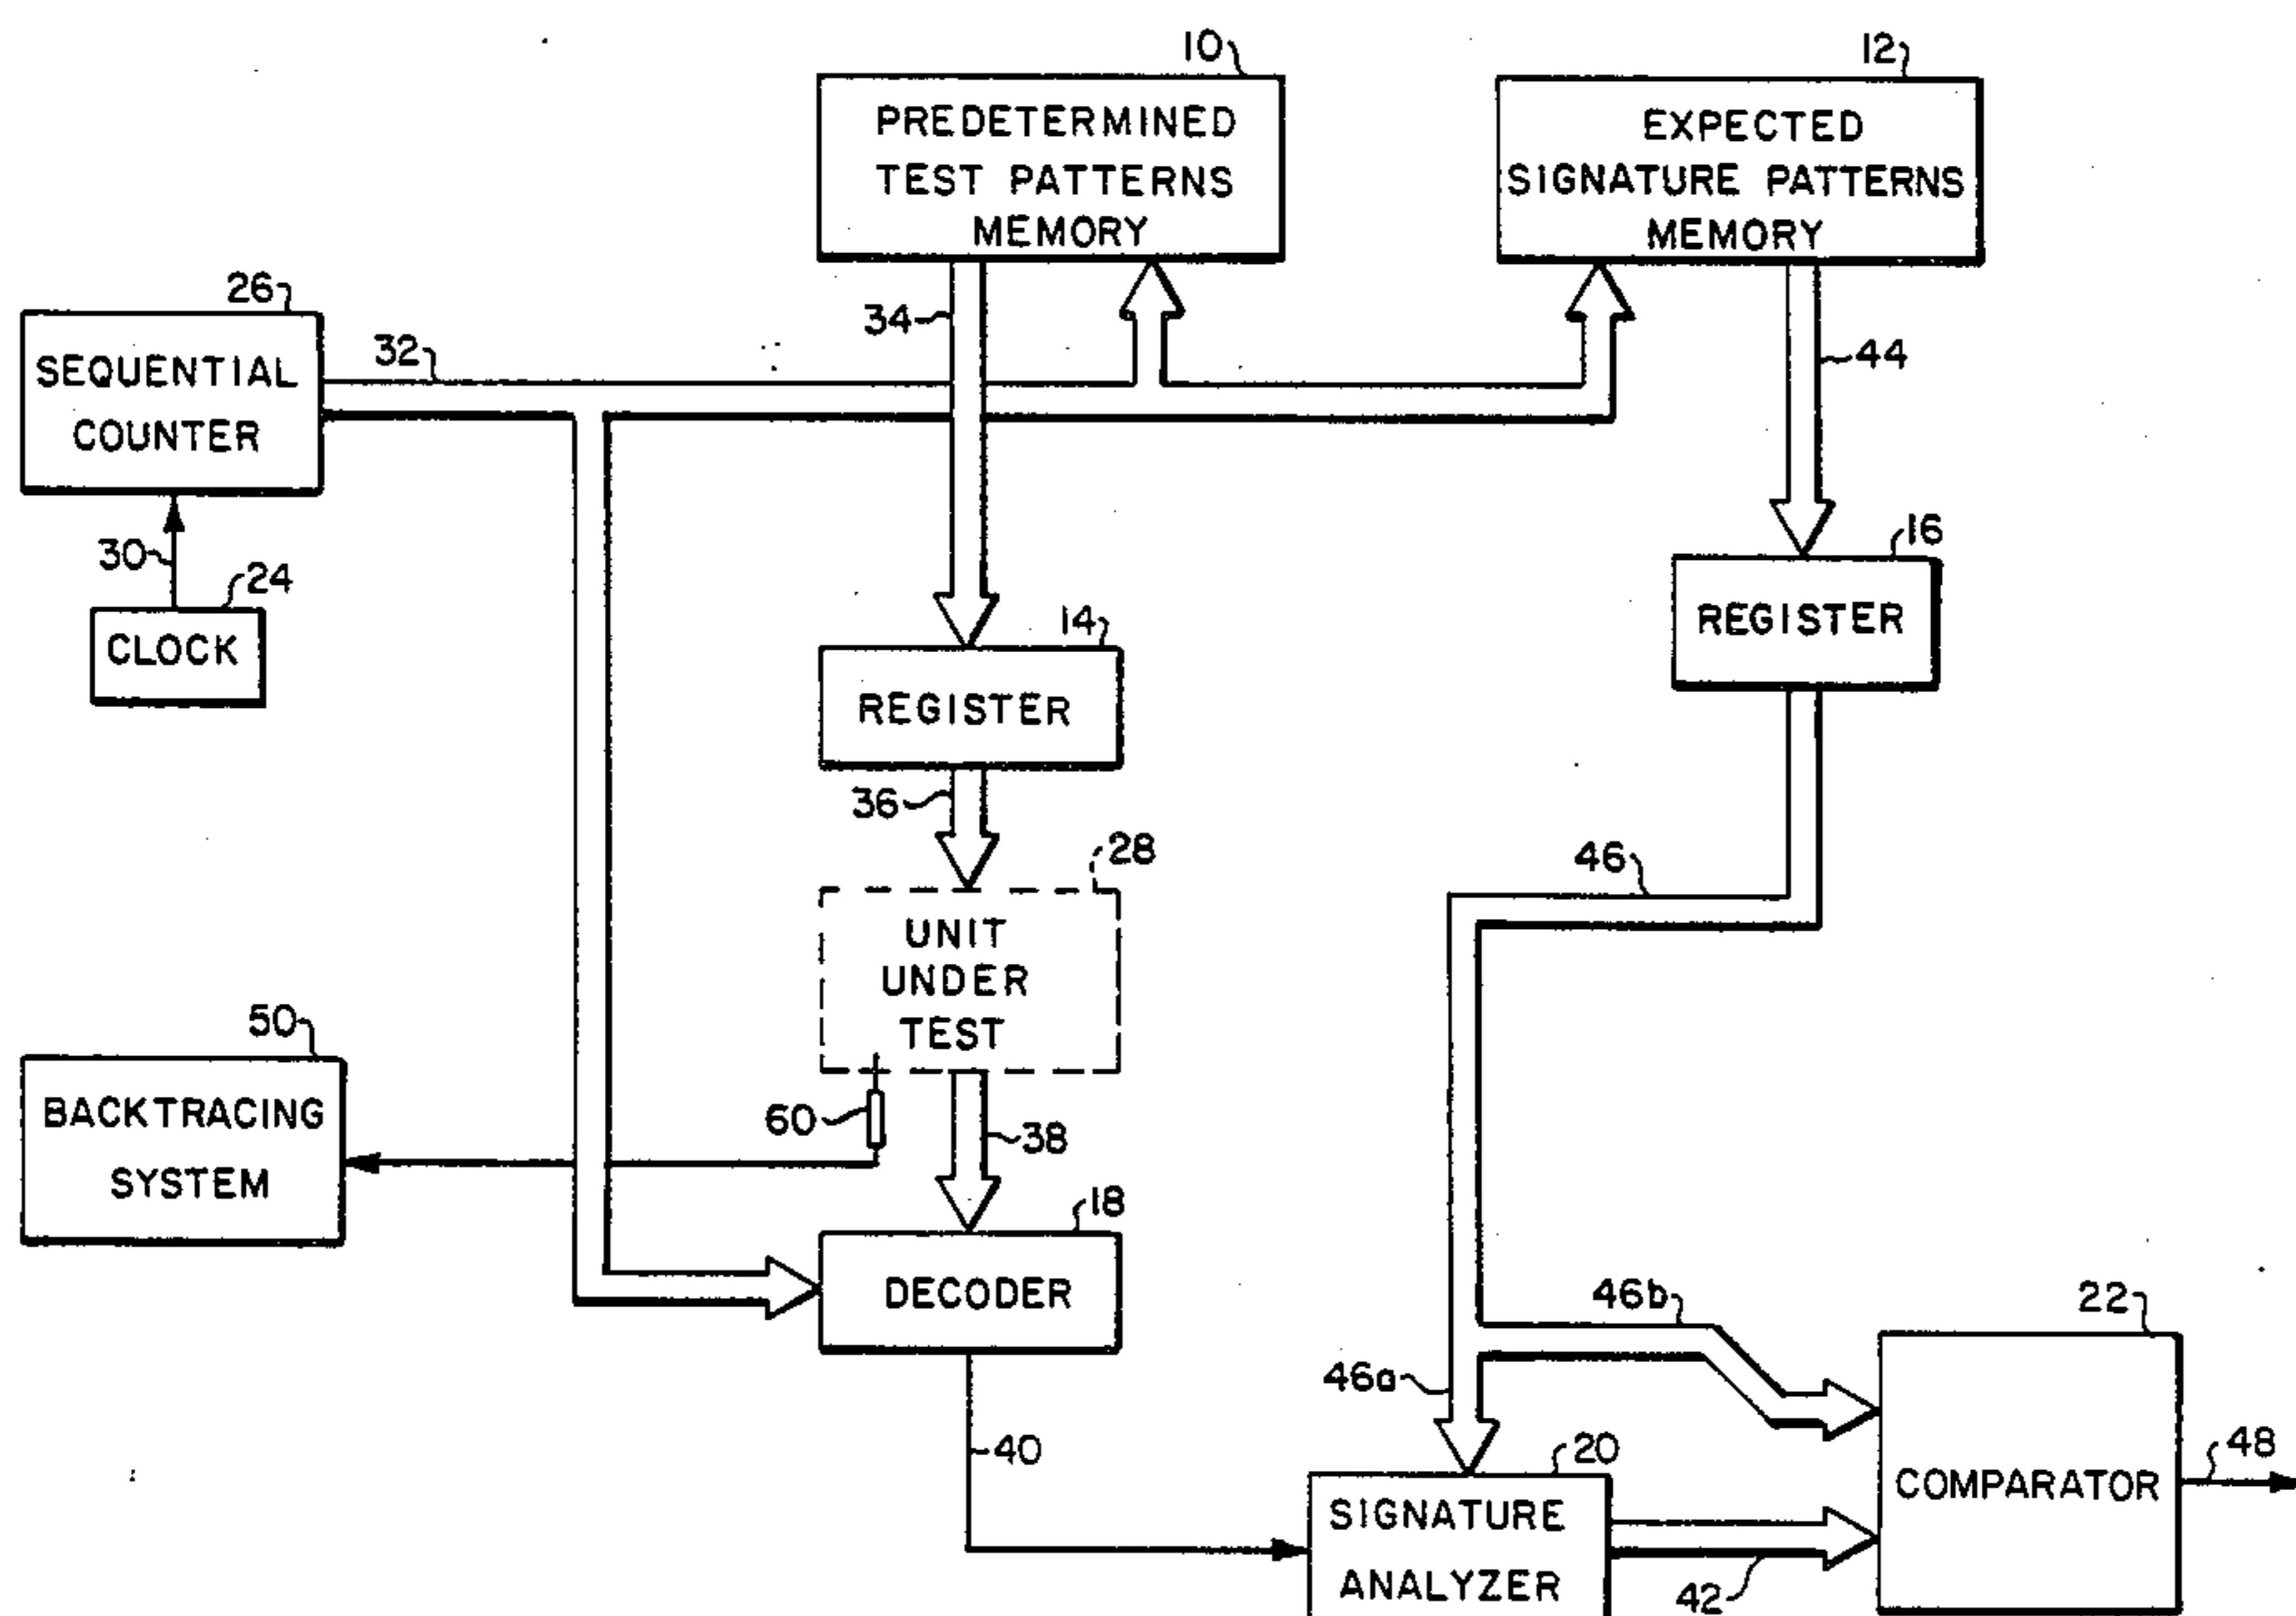 10
PREDETERMINED
TEST PATTERNS
MEMORY
12
EXPECTED
SIGNATURE PATTERNS
MEMORY
26
SEQUENTIAL
COUNTER
32
34
44
30
24
CLOCK
16
REGISTER
14
REGISTER
36
28
UNIT
UNDER
TEST
46
50
BACKTRACING
SYSTEM
60
38
18
DECODER
46b
22
COMPARATOR
46a
40
20
SIGNATURE
ANALYZER
48
42